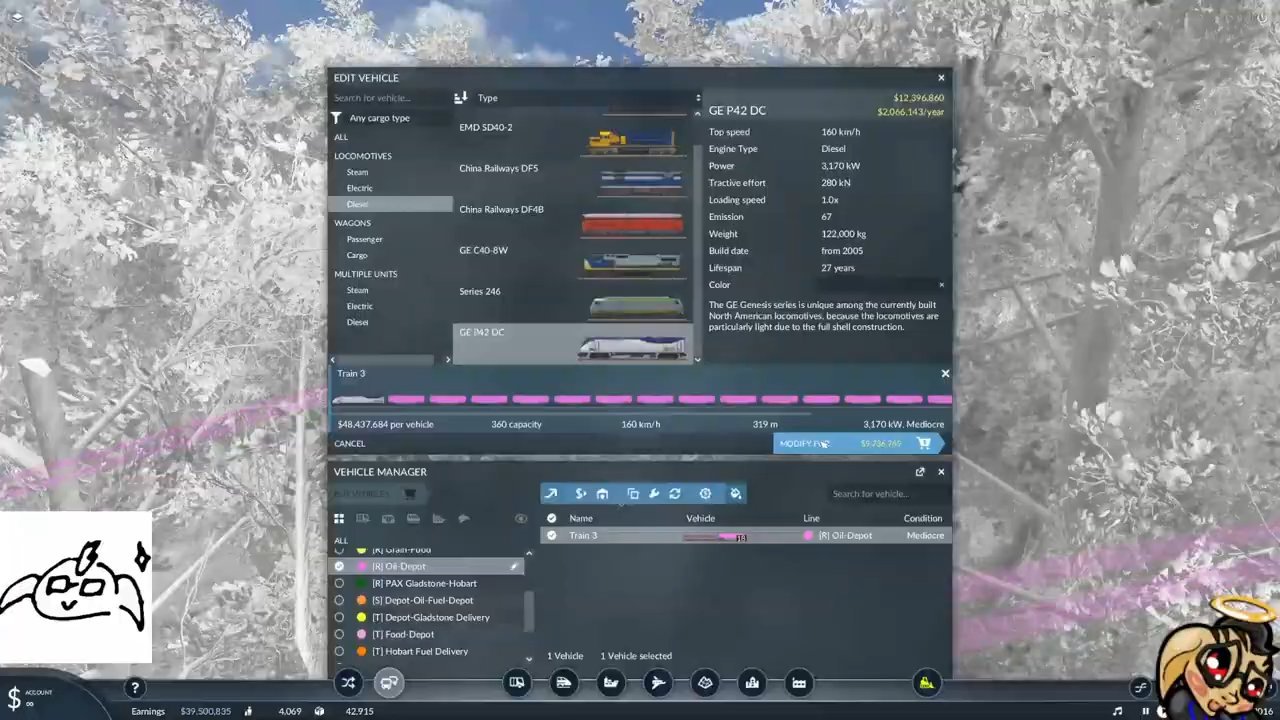 EDIT VEHICLE
Search for vehicle...
Type
Any cargo type
ALL
LOCOMOTIVES
Steam
Electric
Diesel
WAGONS
Passenger
Cargo
MULTIPLE UNITS
Steam
Electric
Diesel
EMD SD40-2
China Railways DF5
China Railways DF4B
GE C40-8W
Series 246
GE P42 DC
GE P42 DC
$12,396,860
$2,066,143/year
Top speed 160 km/h
Engine Type Diesel
Power 3,170 kW
Tractive effort 280 kN
Loading speed 1.0x
Emission 67
Weight 122,000 kg
Build date from 2005
Lifespan 27 years
Color
The GE Genesis series is unique among the currently built
North American locomotives, because the locomotives are
particularly light due to the full shell construction.
Train 3
$48,437,684 per vehicle 360 capacity 160 km/h 319 m 3,170 kW, Mediocre
CANCEL
MODIFY FOR $9,736,769
VEHICLE MANAGER
BUY VEHICLES
Search for vehicle...
ALL
[R] Grain-Food
[R] Oil-Depot
[R] PAX Gladstone-Hobart
[S] Depot-Oil-Fuel-Depot
[T] Depot-Gladstone Delivery
[T] Food-Depot
[T] Hobart Fuel Delivery
Name Vehicle Line Condition
Train 3 18 [R] Oil-Depot Mediocre
1 Vehicle 1 Vehicle selected
$ ACCOUNT ∞
?
Earnings $39,500,835 4,069 42,915
2016